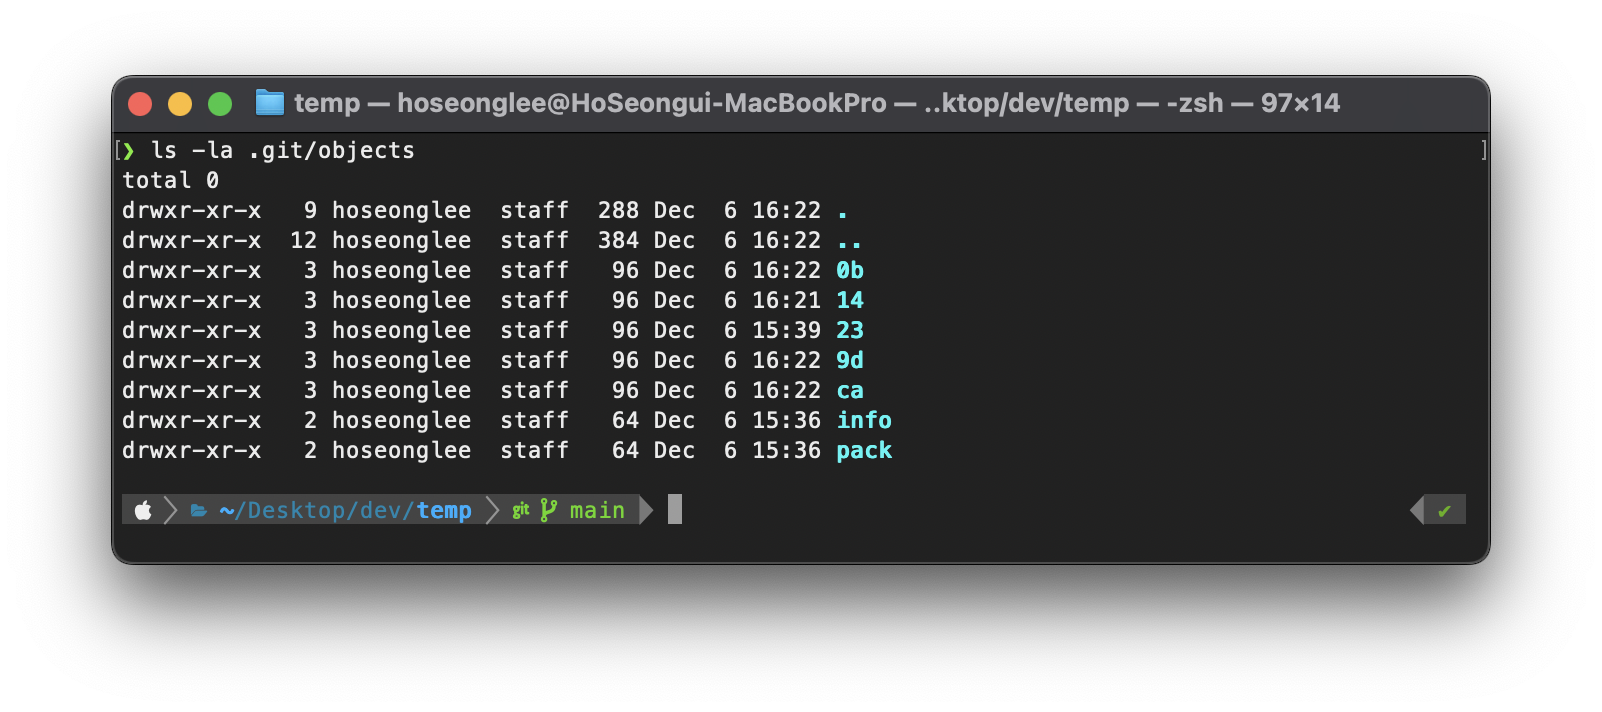 temp — hoseonglee@HoSeongui-MacBookPro — ..ktop/dev/temp — -zsh — 97×14
[❯ ls -la .git/objects ]
total 0
drwxr-xr-x   9 hoseonglee  staff  288 Dec  6 16:22 .
drwxr-xr-x  12 hoseonglee  staff  384 Dec  6 16:22 ..
drwxr-xr-x   3 hoseonglee  staff   96 Dec  6 16:22 0b
drwxr-xr-x   3 hoseonglee  staff   96 Dec  6 16:21 14
drwxr-xr-x   3 hoseonglee  staff   96 Dec  6 15:39 23
drwxr-xr-x   3 hoseonglee  staff   96 Dec  6 16:22 9d
drwxr-xr-x   3 hoseonglee  staff   96 Dec  6 16:22 ca
drwxr-xr-x   2 hoseonglee  staff   64 Dec  6 15:36 info
drwxr-xr-x   2 hoseonglee  staff   64 Dec  6 15:36 pack
~/Desktop/dev/temp git main ✔